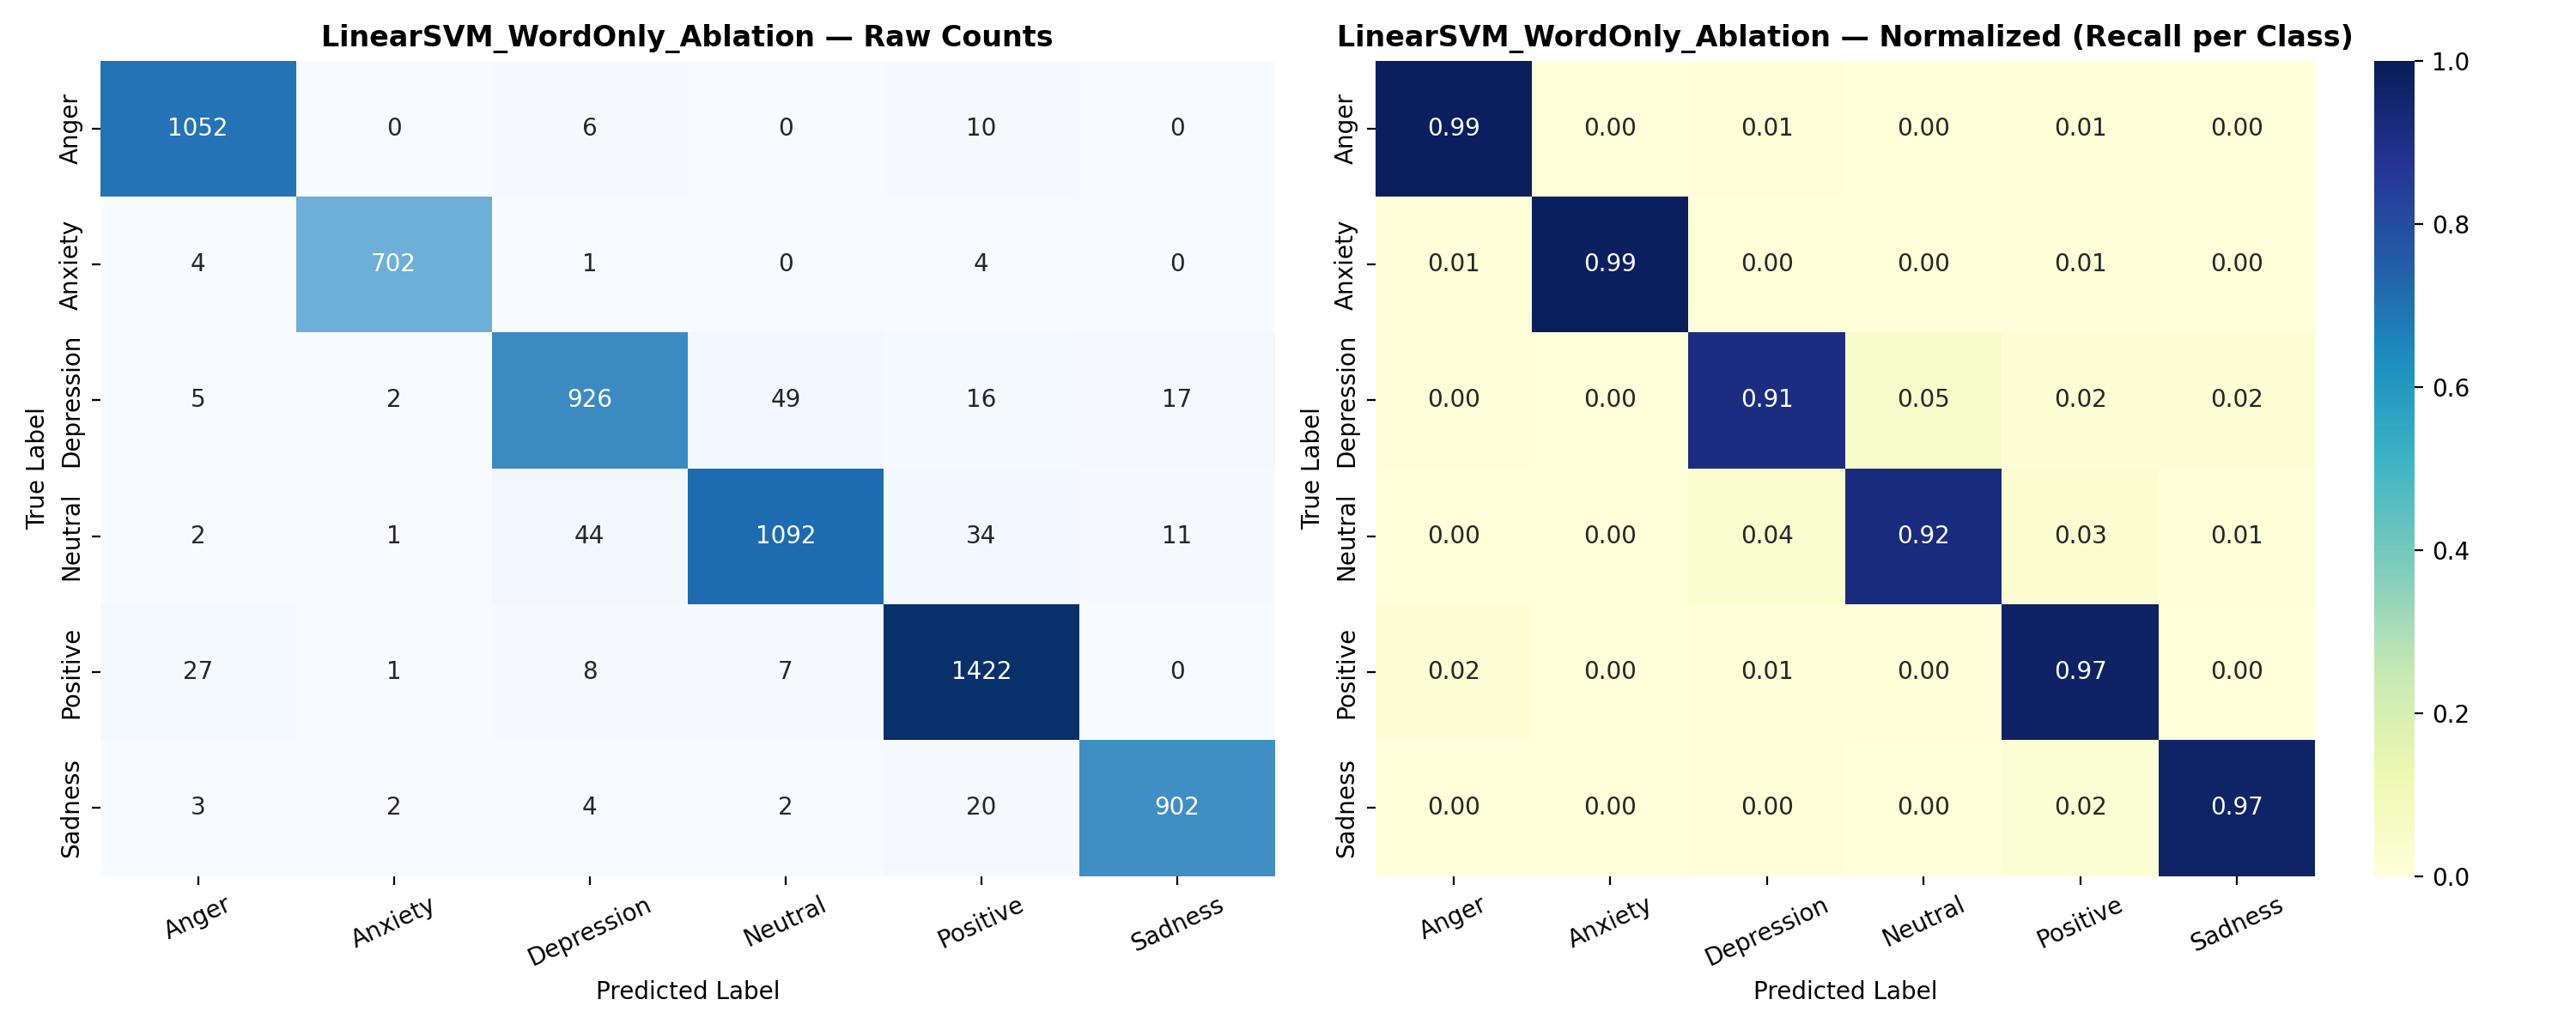 LinearSVM_WordOnly_Ablation — Raw Counts
True Label
Anger 1052 0 6 0 10 0
Anxiety 4 702 1 0 4 0
Depression 5 2 926 49 16 17
Neutral 2 1 44 1092 34 11
Positive 27 1 8 7 1422 0
Sadness 3 2 4 2 20 902
Anger Anxiety Depression Neutral Positive Sadness
Predicted Label
LinearSVM_WordOnly_Ablation — Normalized (Recall per Class)
True Label
Anger 0.99 0.00 0.01 0.00 0.01 0.00
Anxiety 0.01 0.99 0.00 0.00 0.01 0.00
Depression 0.00 0.00 0.91 0.05 0.02 0.02
Neutral 0.00 0.00 0.04 0.92 0.03 0.01
Positive 0.02 0.00 0.01 0.00 0.97 0.00
Sadness 0.00 0.00 0.00 0.00 0.02 0.97
Anger Anxiety Depression Neutral Positive Sadness
Predicted Label
1.0
0.8
0.6
0.4
0.2
0.0